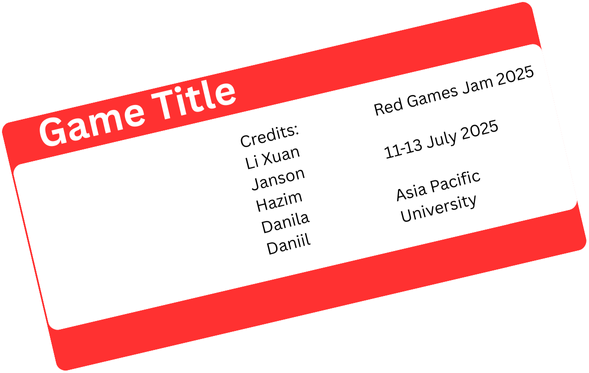 Game Title
Credits:
Li Xuan
Janson
Hazim
Danila
Daniil
Red Games Jam 2025
11-13 July 2025
Asia Pacific
University